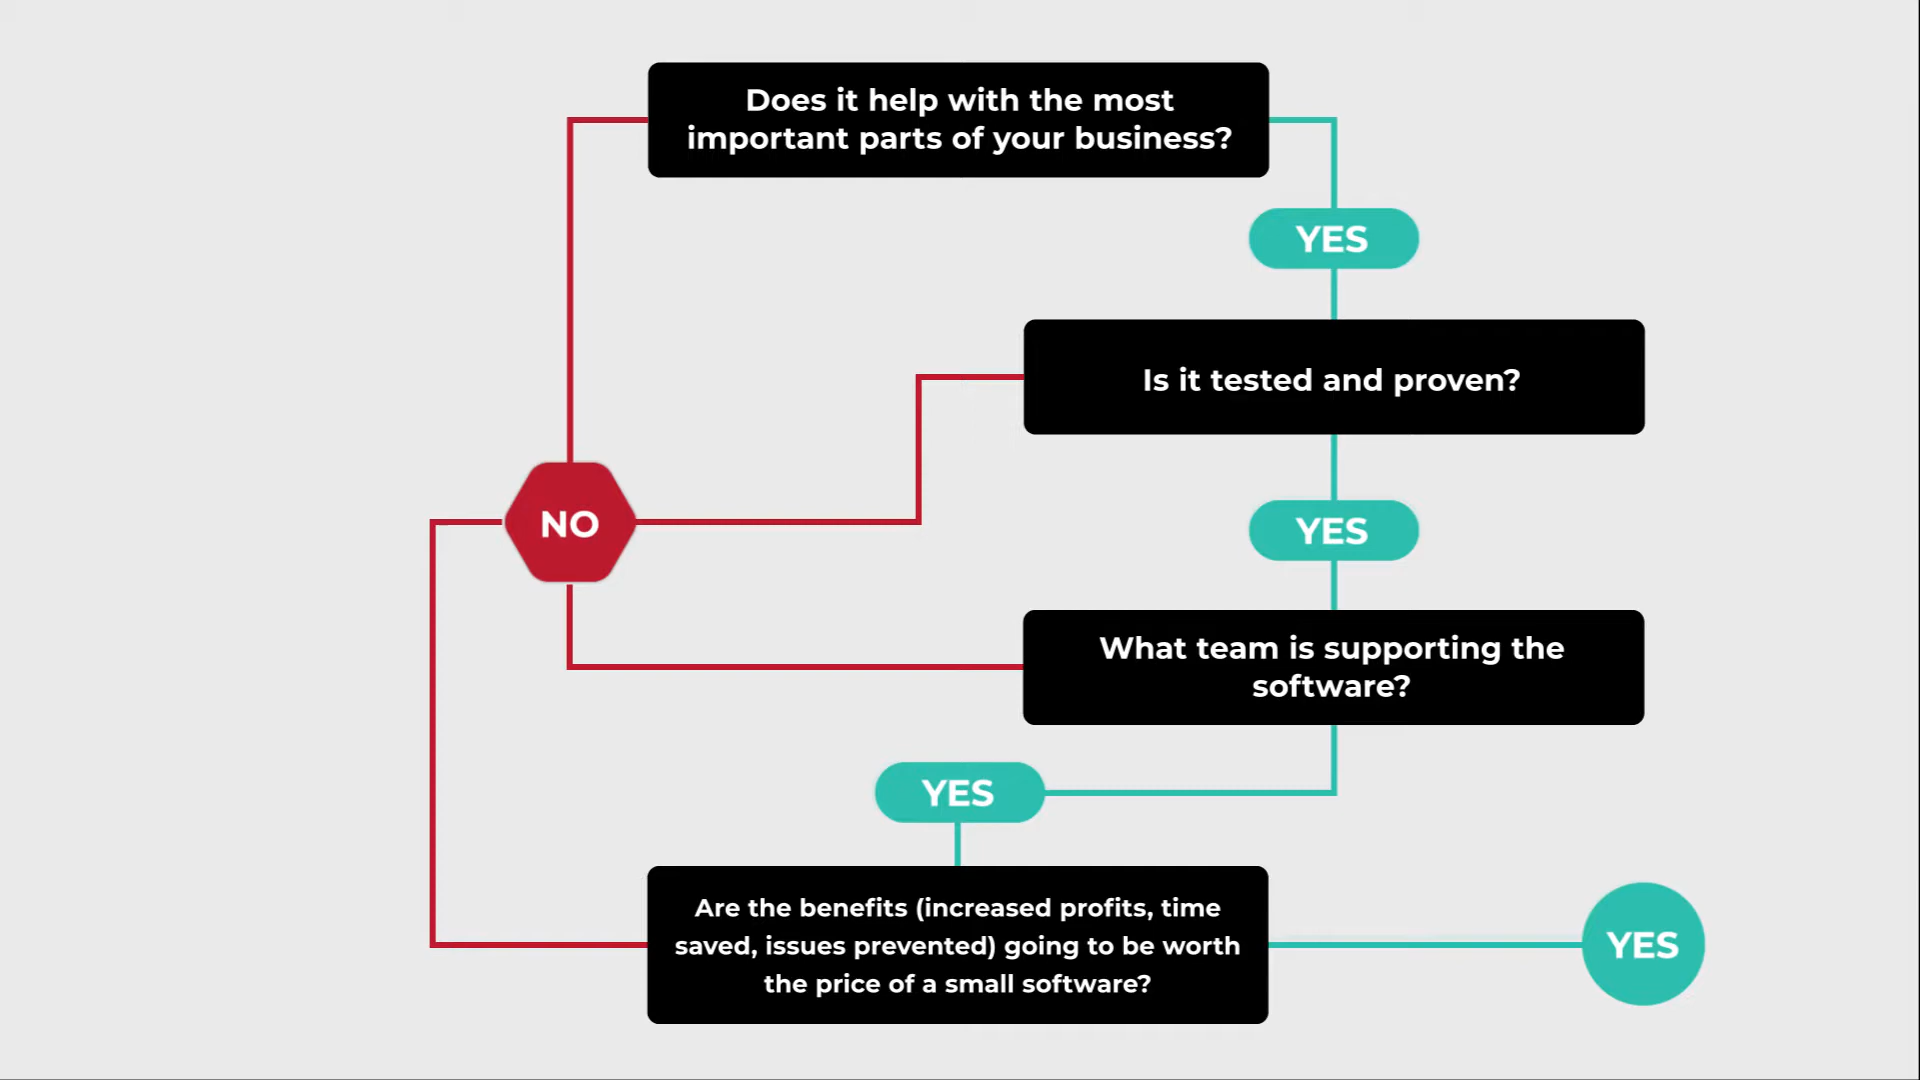 Does it help with the most
important parts of your business?
YES
Is it tested and proven?
NO
YES
What team is supporting the
software?
YES
Are the benefits (increased profits, time
saved, issues prevented) going to be worth
the price of a small software?
YES